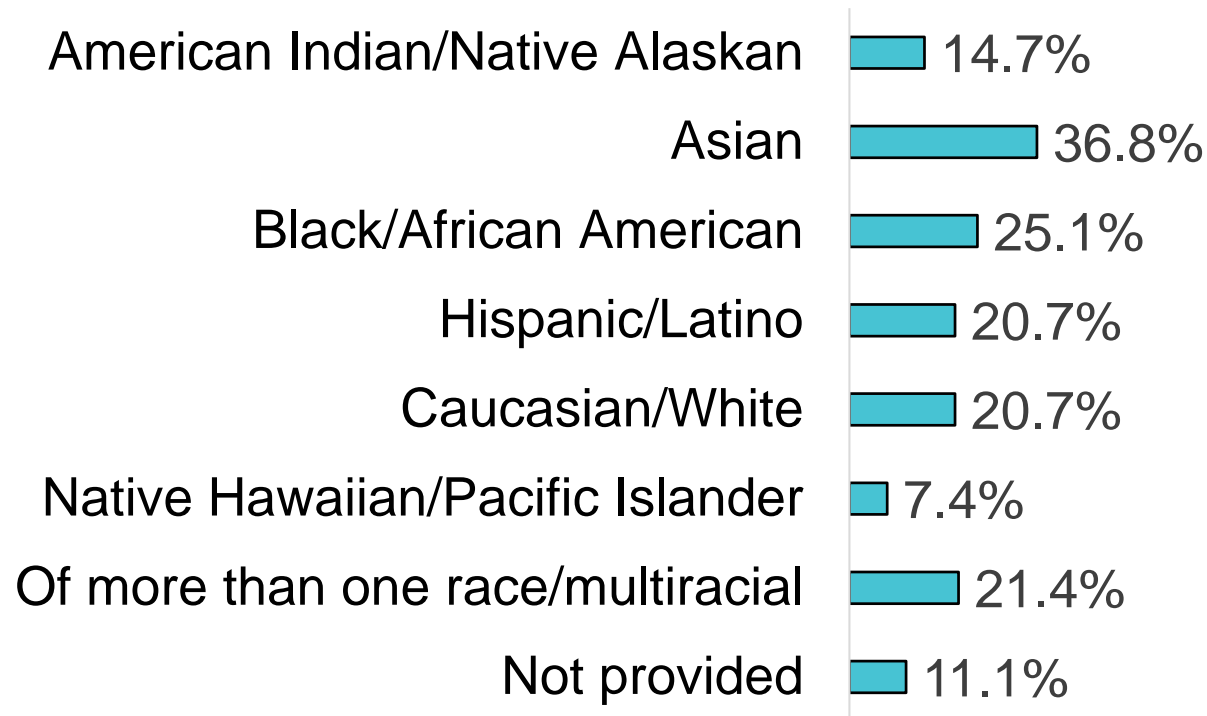 American Indian/Native Alaskan 14.7%
Asian 36.8%
Black/African American 25.1%
Hispanic/Latino 20.7%
Caucasian/White 20.7%
Native Hawaiian/Pacific Islander 7.4%
Of more than one race/multiracial 21.4%
Not provided 11.1%